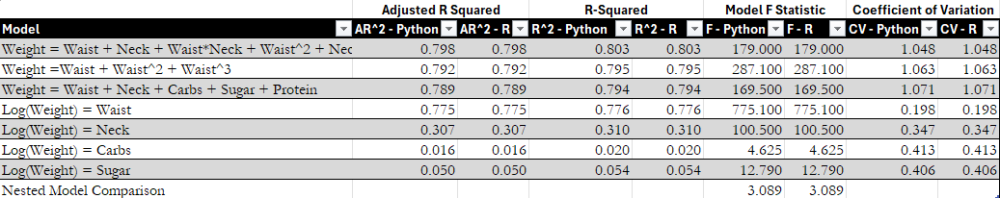 Adjusted R Squared R-Squared Model F Statistic Coefficient of Variation
Model AR^2 - Python AR^2 - R R^2 - Python R^2 - R F - Python F - R CV - Python CV - R
Weight = Waist + Neck + Waist*Neck + Waist^2 + Nec 0.798 0.798 0.803 0.803 179.000 179.000 1.048 1.048
Weight =Waist + Waist^2 + Waist^3 0.792 0.792 0.795 0.795 287.100 287.100 1.063 1.063
Weight = Waist + Neck + Carbs + Sugar + Protein 0.789 0.789 0.794 0.794 169.500 169.500 1.071 1.071
Log(Weight) = Waist 0.775 0.775 0.776 0.776 775.100 775.100 0.198 0.198
Log(Weight) = Neck 0.307 0.307 0.310 0.310 100.500 100.500 0.347 0.347
Log(Weight) = Carbs 0.016 0.016 0.020 0.020 4.625 4.625 0.413 0.413
Log(Weight) = Sugar 0.050 0.050 0.054 0.054 12.790 12.790 0.406 0.406
Nested Model Comparison 3.089 3.089